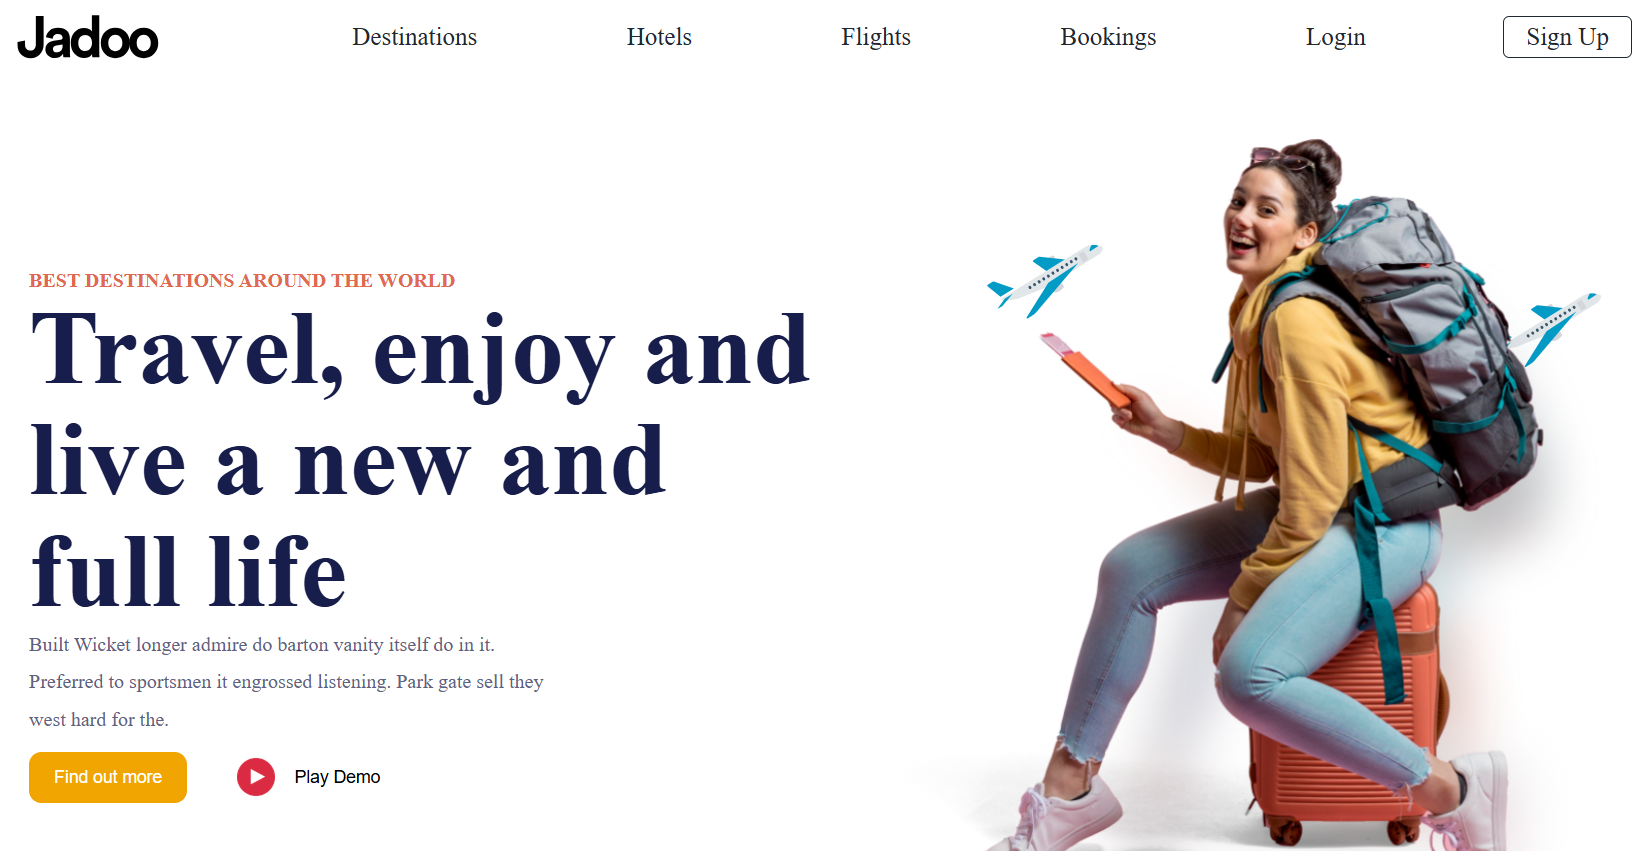 Jadoo
Destinations
Hotels
Flights
Bookings
Login
Sign Up
BEST DESTINATIONS AROUND THE WORLD
Travel, enjoy and
live a new and
full life
Built Wicket longer admire do barton vanity itself do in it.
Preferred to sportsmen it engrossed listening. Park gate sell they
west hard for the.
Find out more
Play Demo